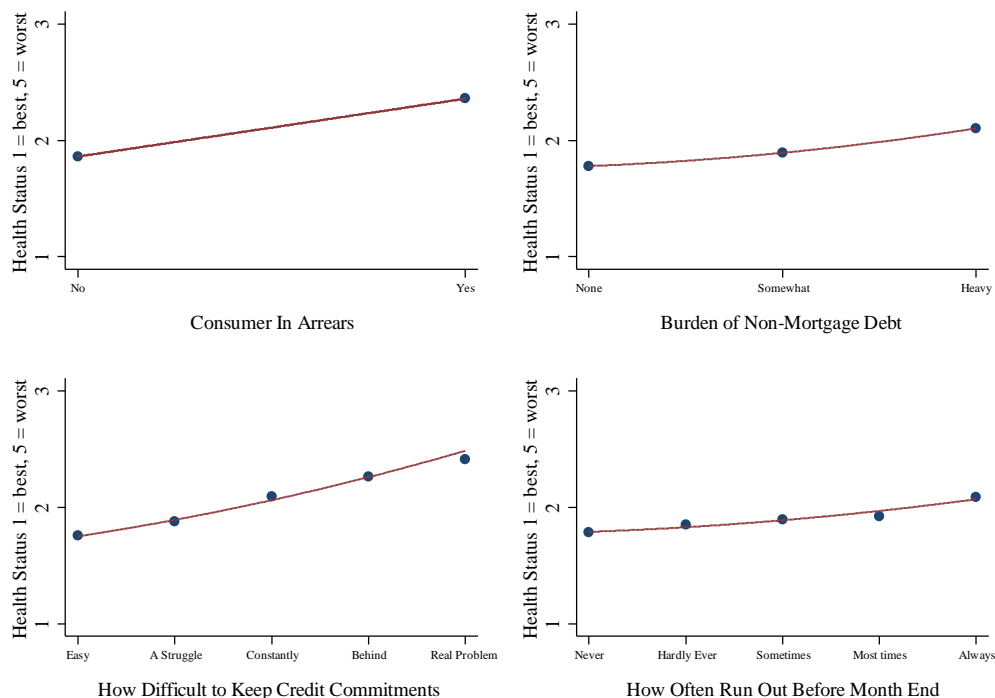 Health Status 1 = best, 5 = worst
3
2
1
No
Yes
Consumer In Arrears
Health Status 1 = best, 5 = worst
3
2
1
None
Somewhat
Heavy
Burden of Non-Mortgage Debt
Health Status 1 = best, 5 = worst
3
2
1
Easy
A Struggle
Constantly
Behind
Real Problem
How Difficult to Keep Credit Commitments
Health Status 1 = best, 5 = worst
3
2
1
Never
Hardly Ever
Sometimes
Most times
Always
How Often Run Out Before Month End